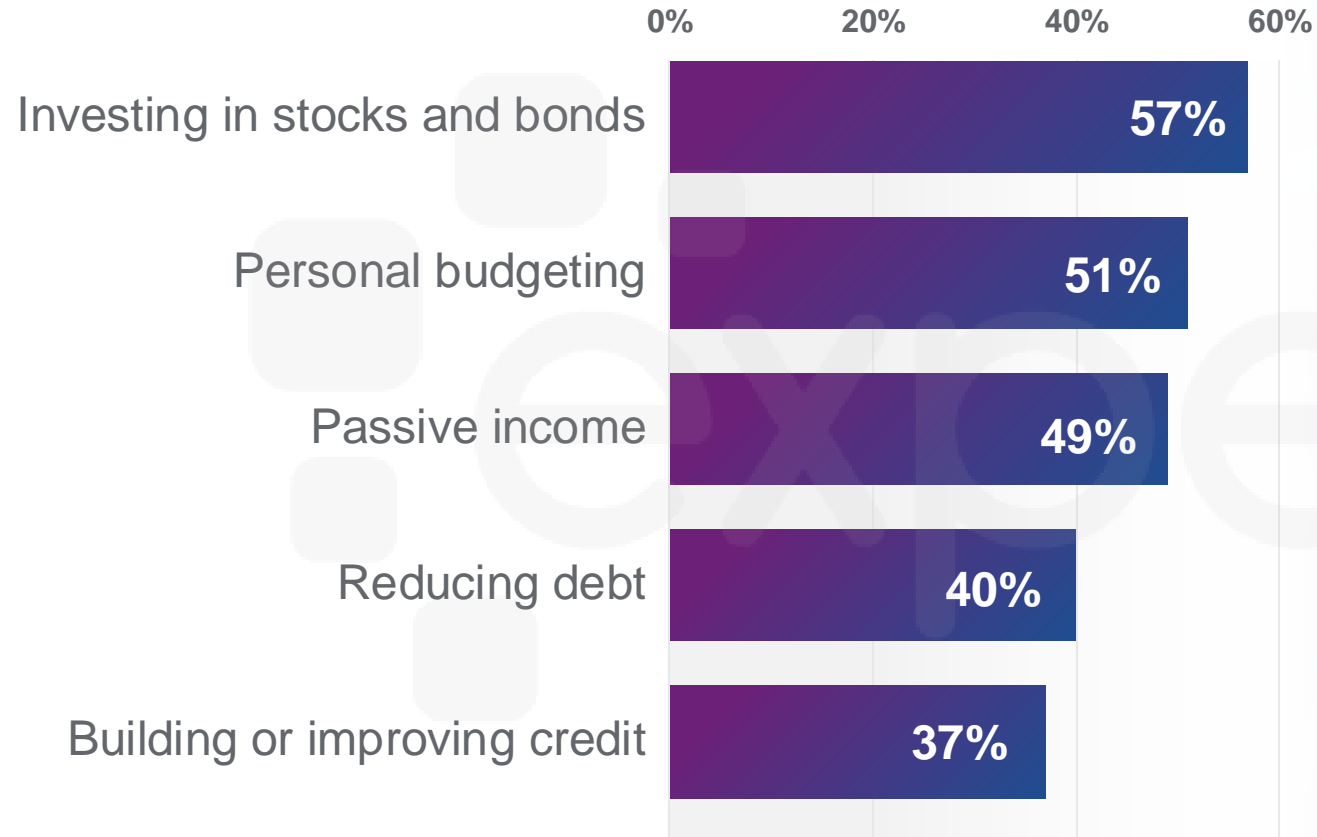 0% 20% 40% 60%
Investing in stocks and bonds 57%
Personal budgeting 51%
Passive income 49%
Reducing debt 40%
Building or improving credit 37%
expe